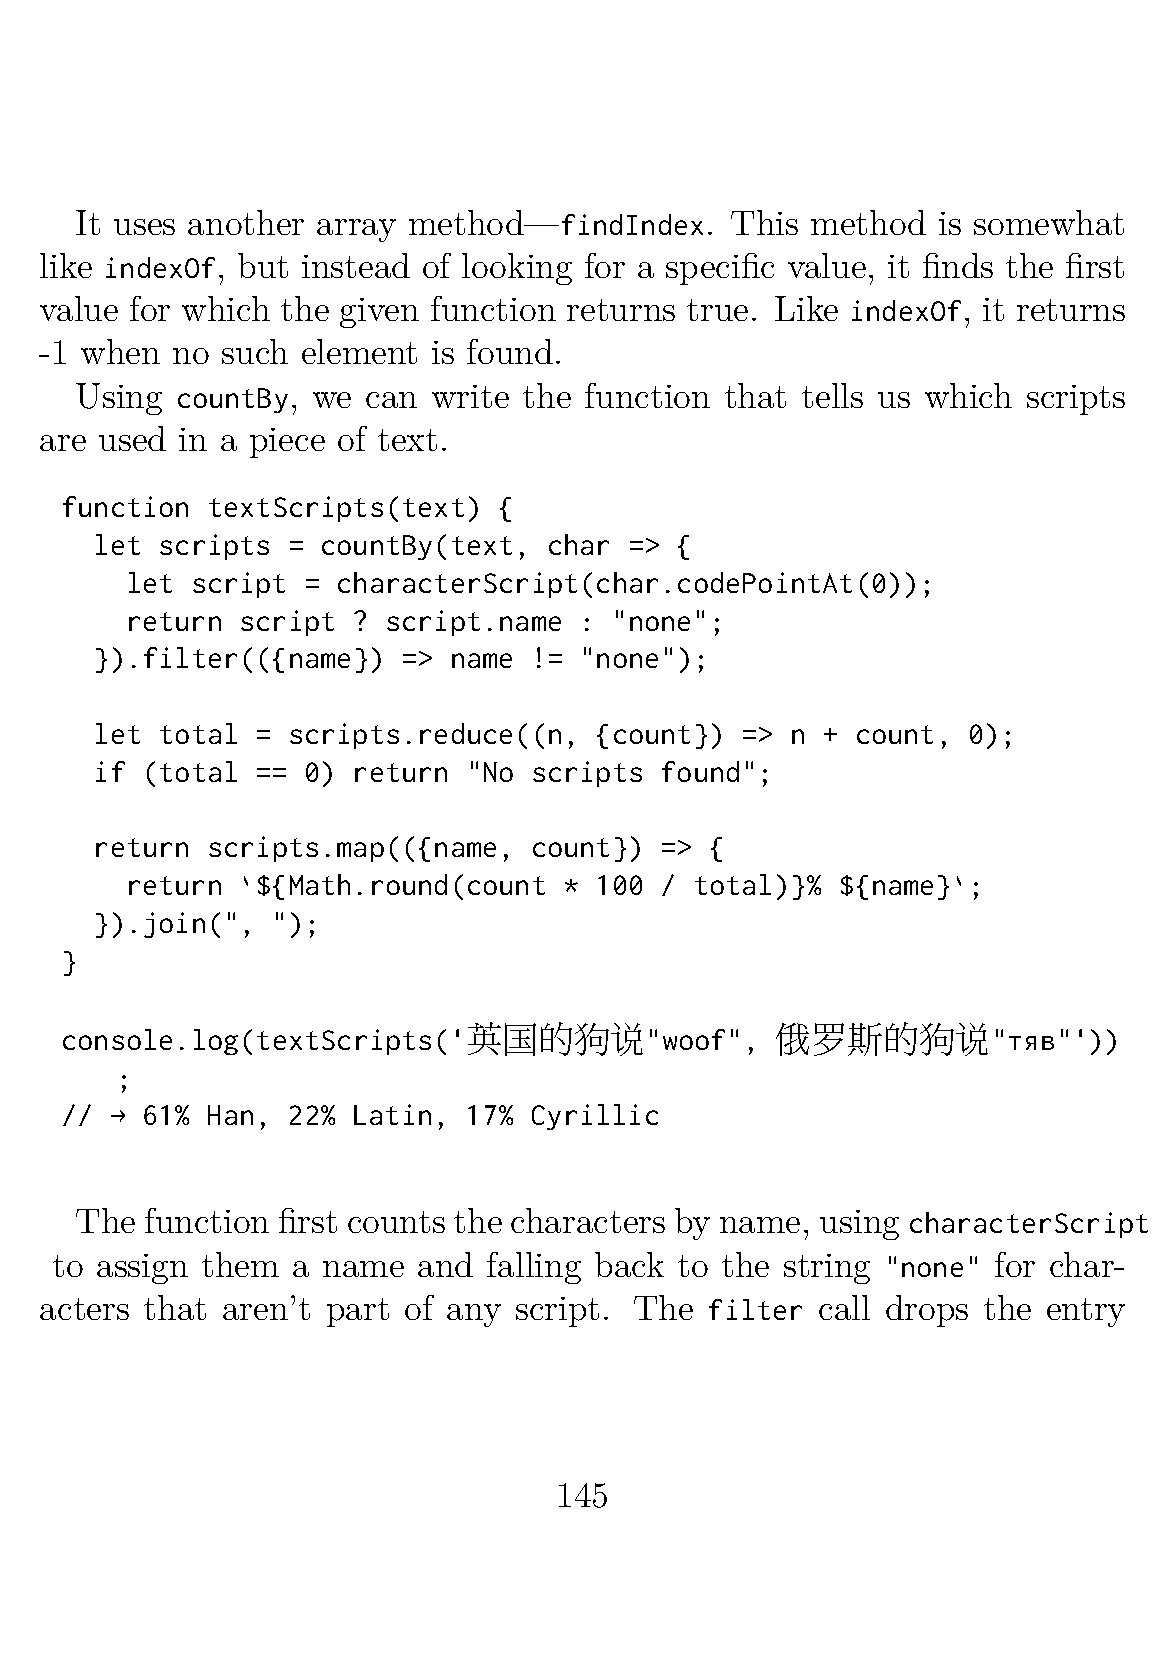 It uses another array method—findIndex. This method is somewhat
like indexOf, but instead of looking for a specific value, it finds the first
value for which the given function returns true. Like indexOf, it returns
-1 when no such element is found.
Using countBy, we can write the function that tells us which scripts
are used in a piece of text.
function textScripts(text) {
  let scripts = countBy(text, char => {
    let script = characterScript(char.codePointAt(0));
    return script ? script.name : "none";
  }).filter(({name}) => name != "none");
  let total = scripts.reduce((n, {count}) => n + count, 0);
  if (total == 0) return "No scripts found";
  return scripts.map(({name, count}) => {
    return `${Math.round(count * 100 / total)}% ${name}`;
  }).join(", ");
}
console.log(textScripts('英国的狗说"woof", 俄罗斯的狗说"тяв"'))
;
// → 61% Han, 22% Latin, 17% Cyrillic
The function first counts the characters by name, using characterScript
to assign them a name and falling back to the string "none" for char-
acters that aren't part of any script. The filter call drops the entry
145